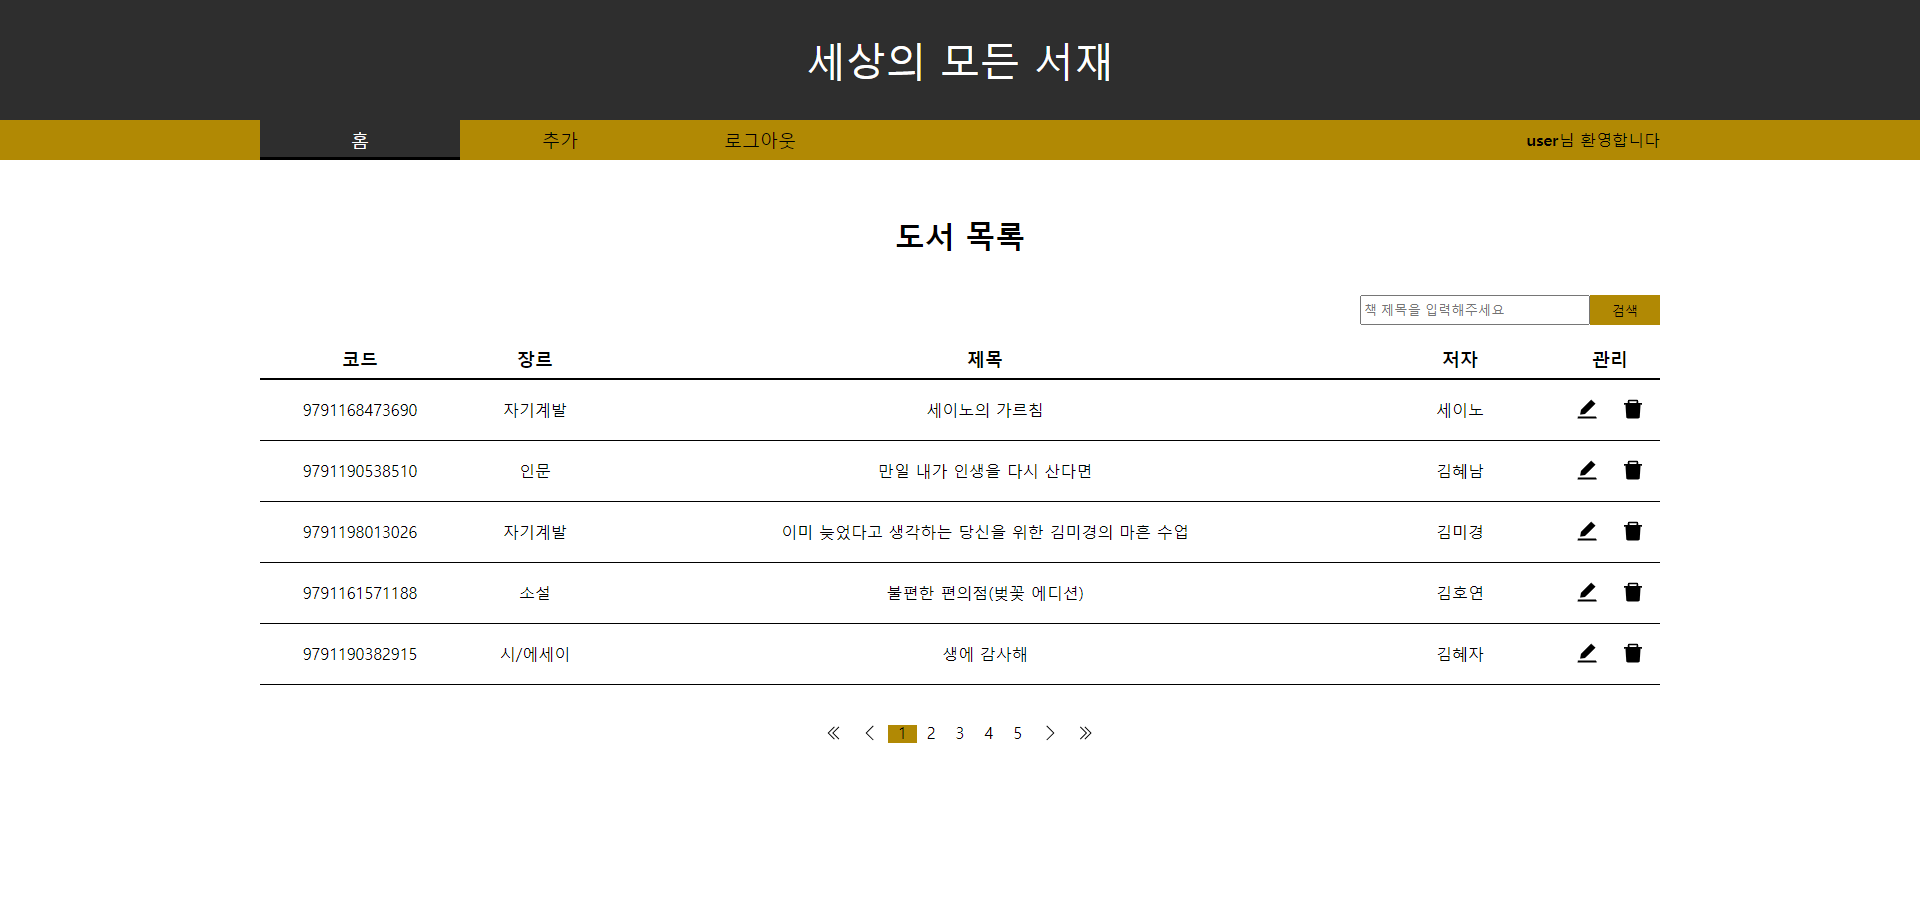 세상의 모든 서재
홈 추가 로그아웃 user님 환영합니다
도서 목록
책 제목을 입력해주세요 검색
코드 장르 제목 저자 관리
9791168473690 자기계발 세이노의 가르침 세이노
9791190538510 인문 만일 내가 인생을 다시 산다면 김혜남
9791198013026 자기계발 이미 늦었다고 생각하는 당신을 위한 김미경의 마흔 수업 김미경
9791161571188 소설 불편한 편의점(벚꽃 에디션) 김호연
9791190382915 시/에세이 생에 감사해 김혜자
1 2 3 4 5